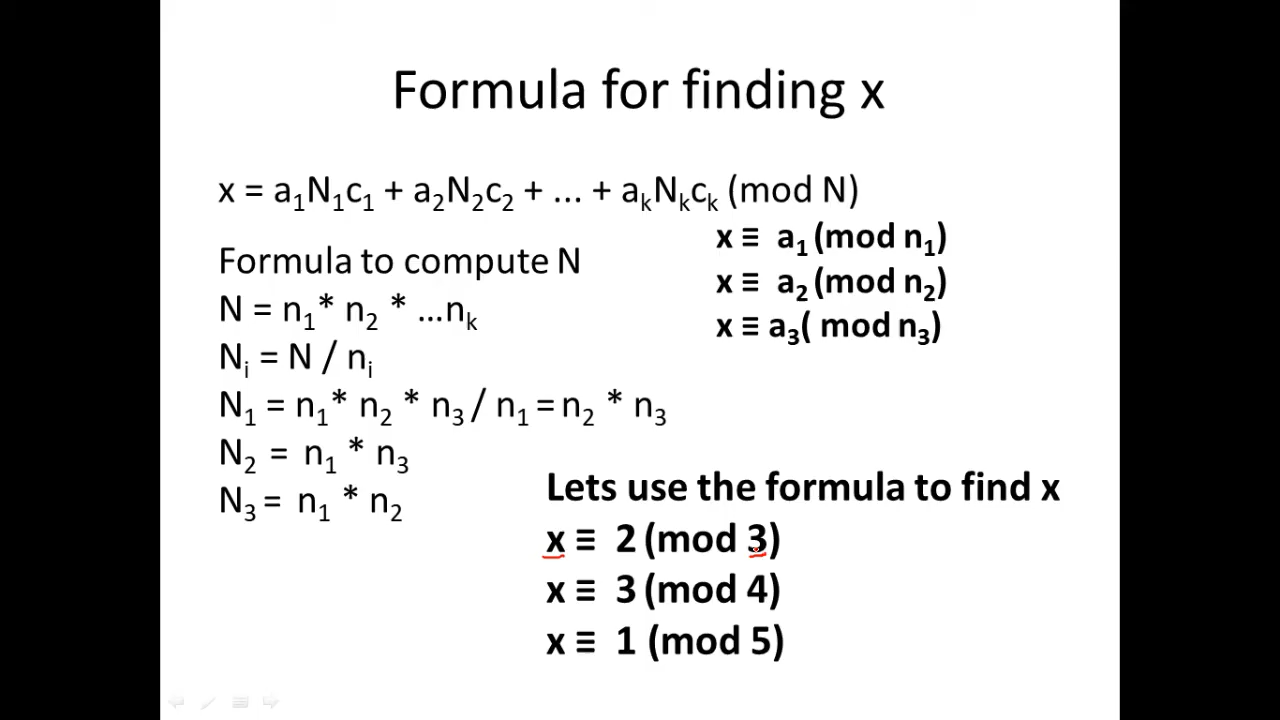 Formula for finding x
x = a₁N₁c₁ + a₂N₂c₂ + ... + aₖNₖcₖ (mod N)
x ≡ a₁ (mod n₁)
x ≡ a₂ (mod n₂)
x ≡ a₃( mod n₃)
Formula to compute N
N = n₁* n₂ * ...nₖ
Nᵢ = N / nᵢ
N₁ = n₁* n₂ * n₃ / n₁ = n₂ * n₃
N₂ = n₁ * n₃
N₃ = n₁ * n₂
Lets use the formula to find x
x ≡ 2 (mod 3)
x ≡ 3 (mod 4)
x ≡ 1 (mod 5)